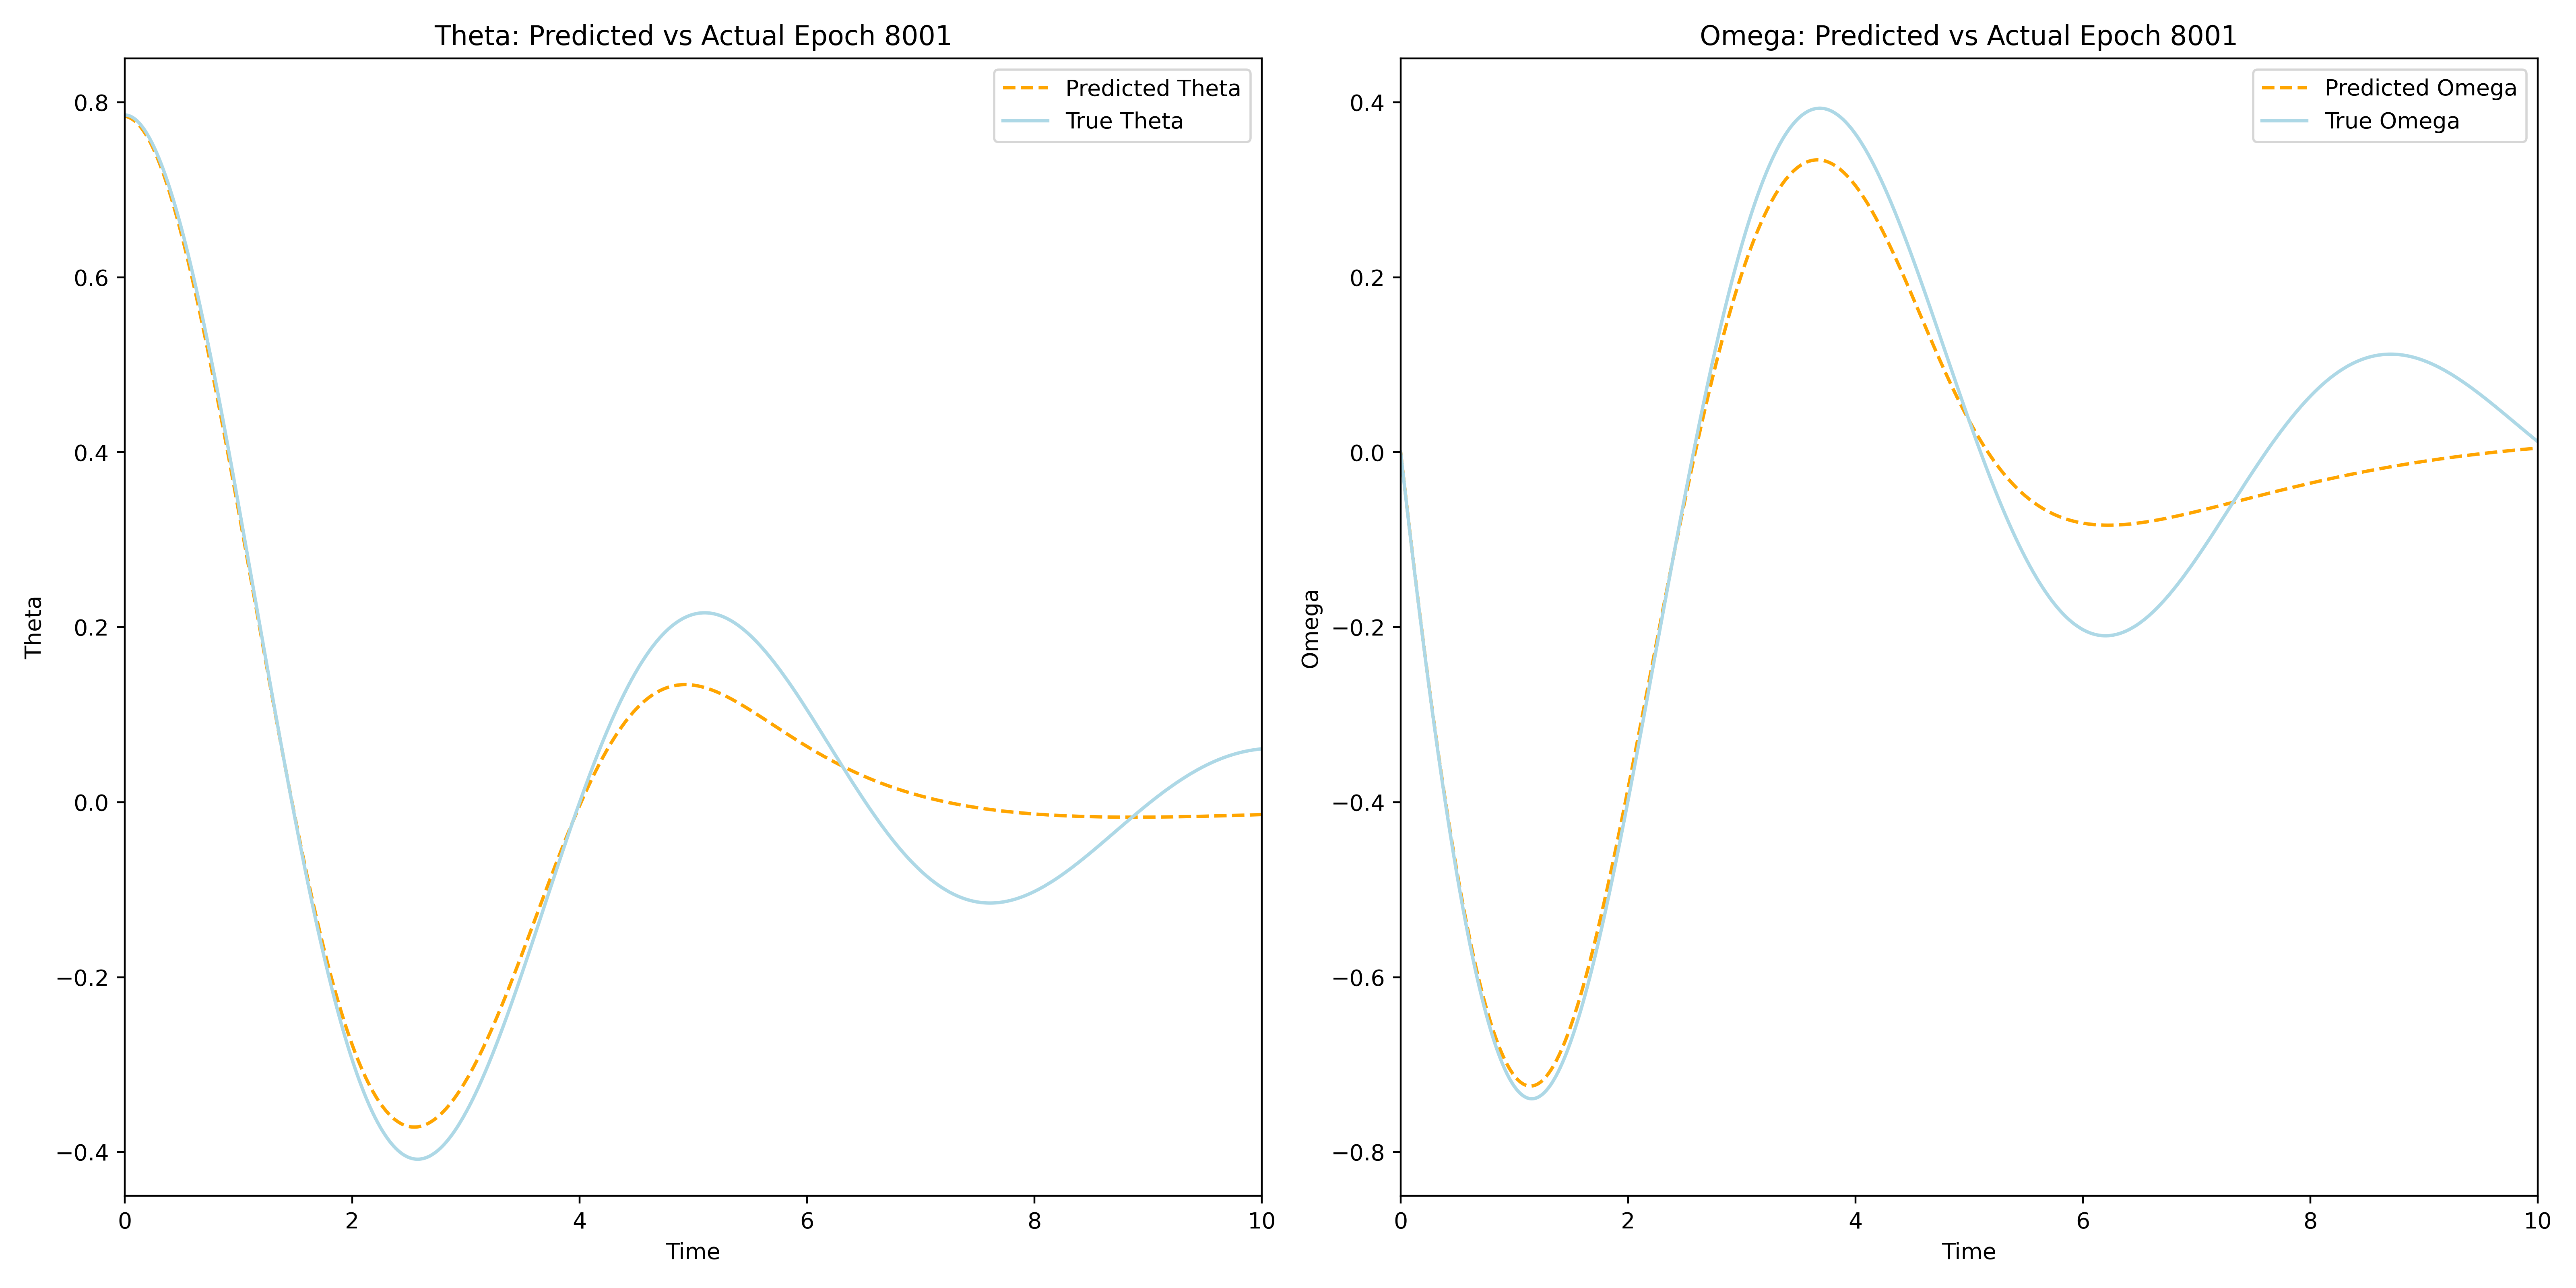 Theta: Predicted vs Actual Epoch 8001
Predicted Theta
True Theta
Theta
0.8
0.6
0.4
0.2
0.0
−0.2
−0.4
0 2 4 6 8 10
Time
Omega: Predicted vs Actual Epoch 8001
Predicted Omega
True Omega
Omega
0.4
0.2
0.0
−0.2
−0.4
−0.6
−0.8
0 2 4 6 8 10
Time